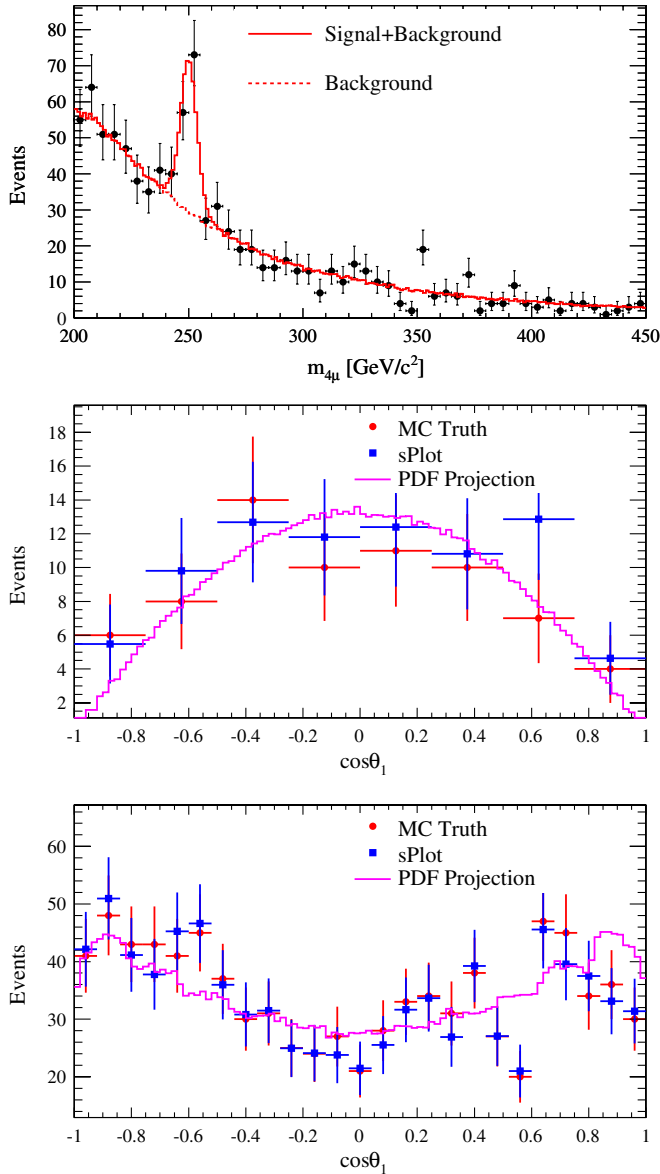 80
70
60
50
40
30
20
10
0
Events
Signal+Background
Background
200 250 300 350 400 450
m4μ [GeV/c²]
18
16
14
12
10
8
6
4
2
Events
MC Truth
sPlot
PDF Projection
-1 -0.8 -0.6 -0.4 -0.2 0 0.2 0.4 0.6 0.8 1
cosθ1
60
50
40
30
20
Events
MC Truth
sPlot
PDF Projection
-1 -0.8 -0.6 -0.4 -0.2 0 0.2 0.4 0.6 0.8 1
cosθ1